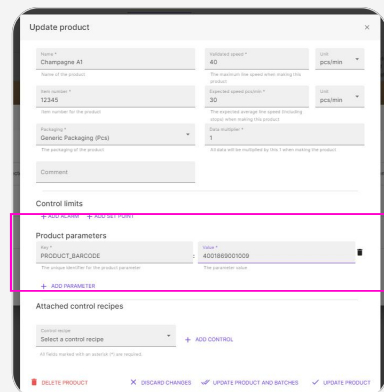 Update product ×
Name * Validated speed * Unit
Champagne A1 40 pcs/min
Name of the product The maximum line speed when making this product
Item number * Expected speed pcs/min * Unit
12345 30 pcs/min
Item number for the product The expected average line speed (including stops) when making this product
Packaging * Data multiplier *
Generic Packaging (Pcs) 1
The packaging of the product All data will be multiplied by this when making the product
Comment
Control limits
+ ADD ALARM + ADD SET POINT
Product parameters
Key * Value *
PRODUCT_BARCODE : 4001869001009
The unique identifier for the product parameter The parameter value
+ ADD PARAMETER
Attached control recipes
Control recipe
Select a control recipe + ADD CONTROL
All fields marked with an asterisk (*) are required.
DELETE PRODUCT DISCARD CHANGES UPDATE PRODUCT AND BATCHES UPDATE PRODUCT